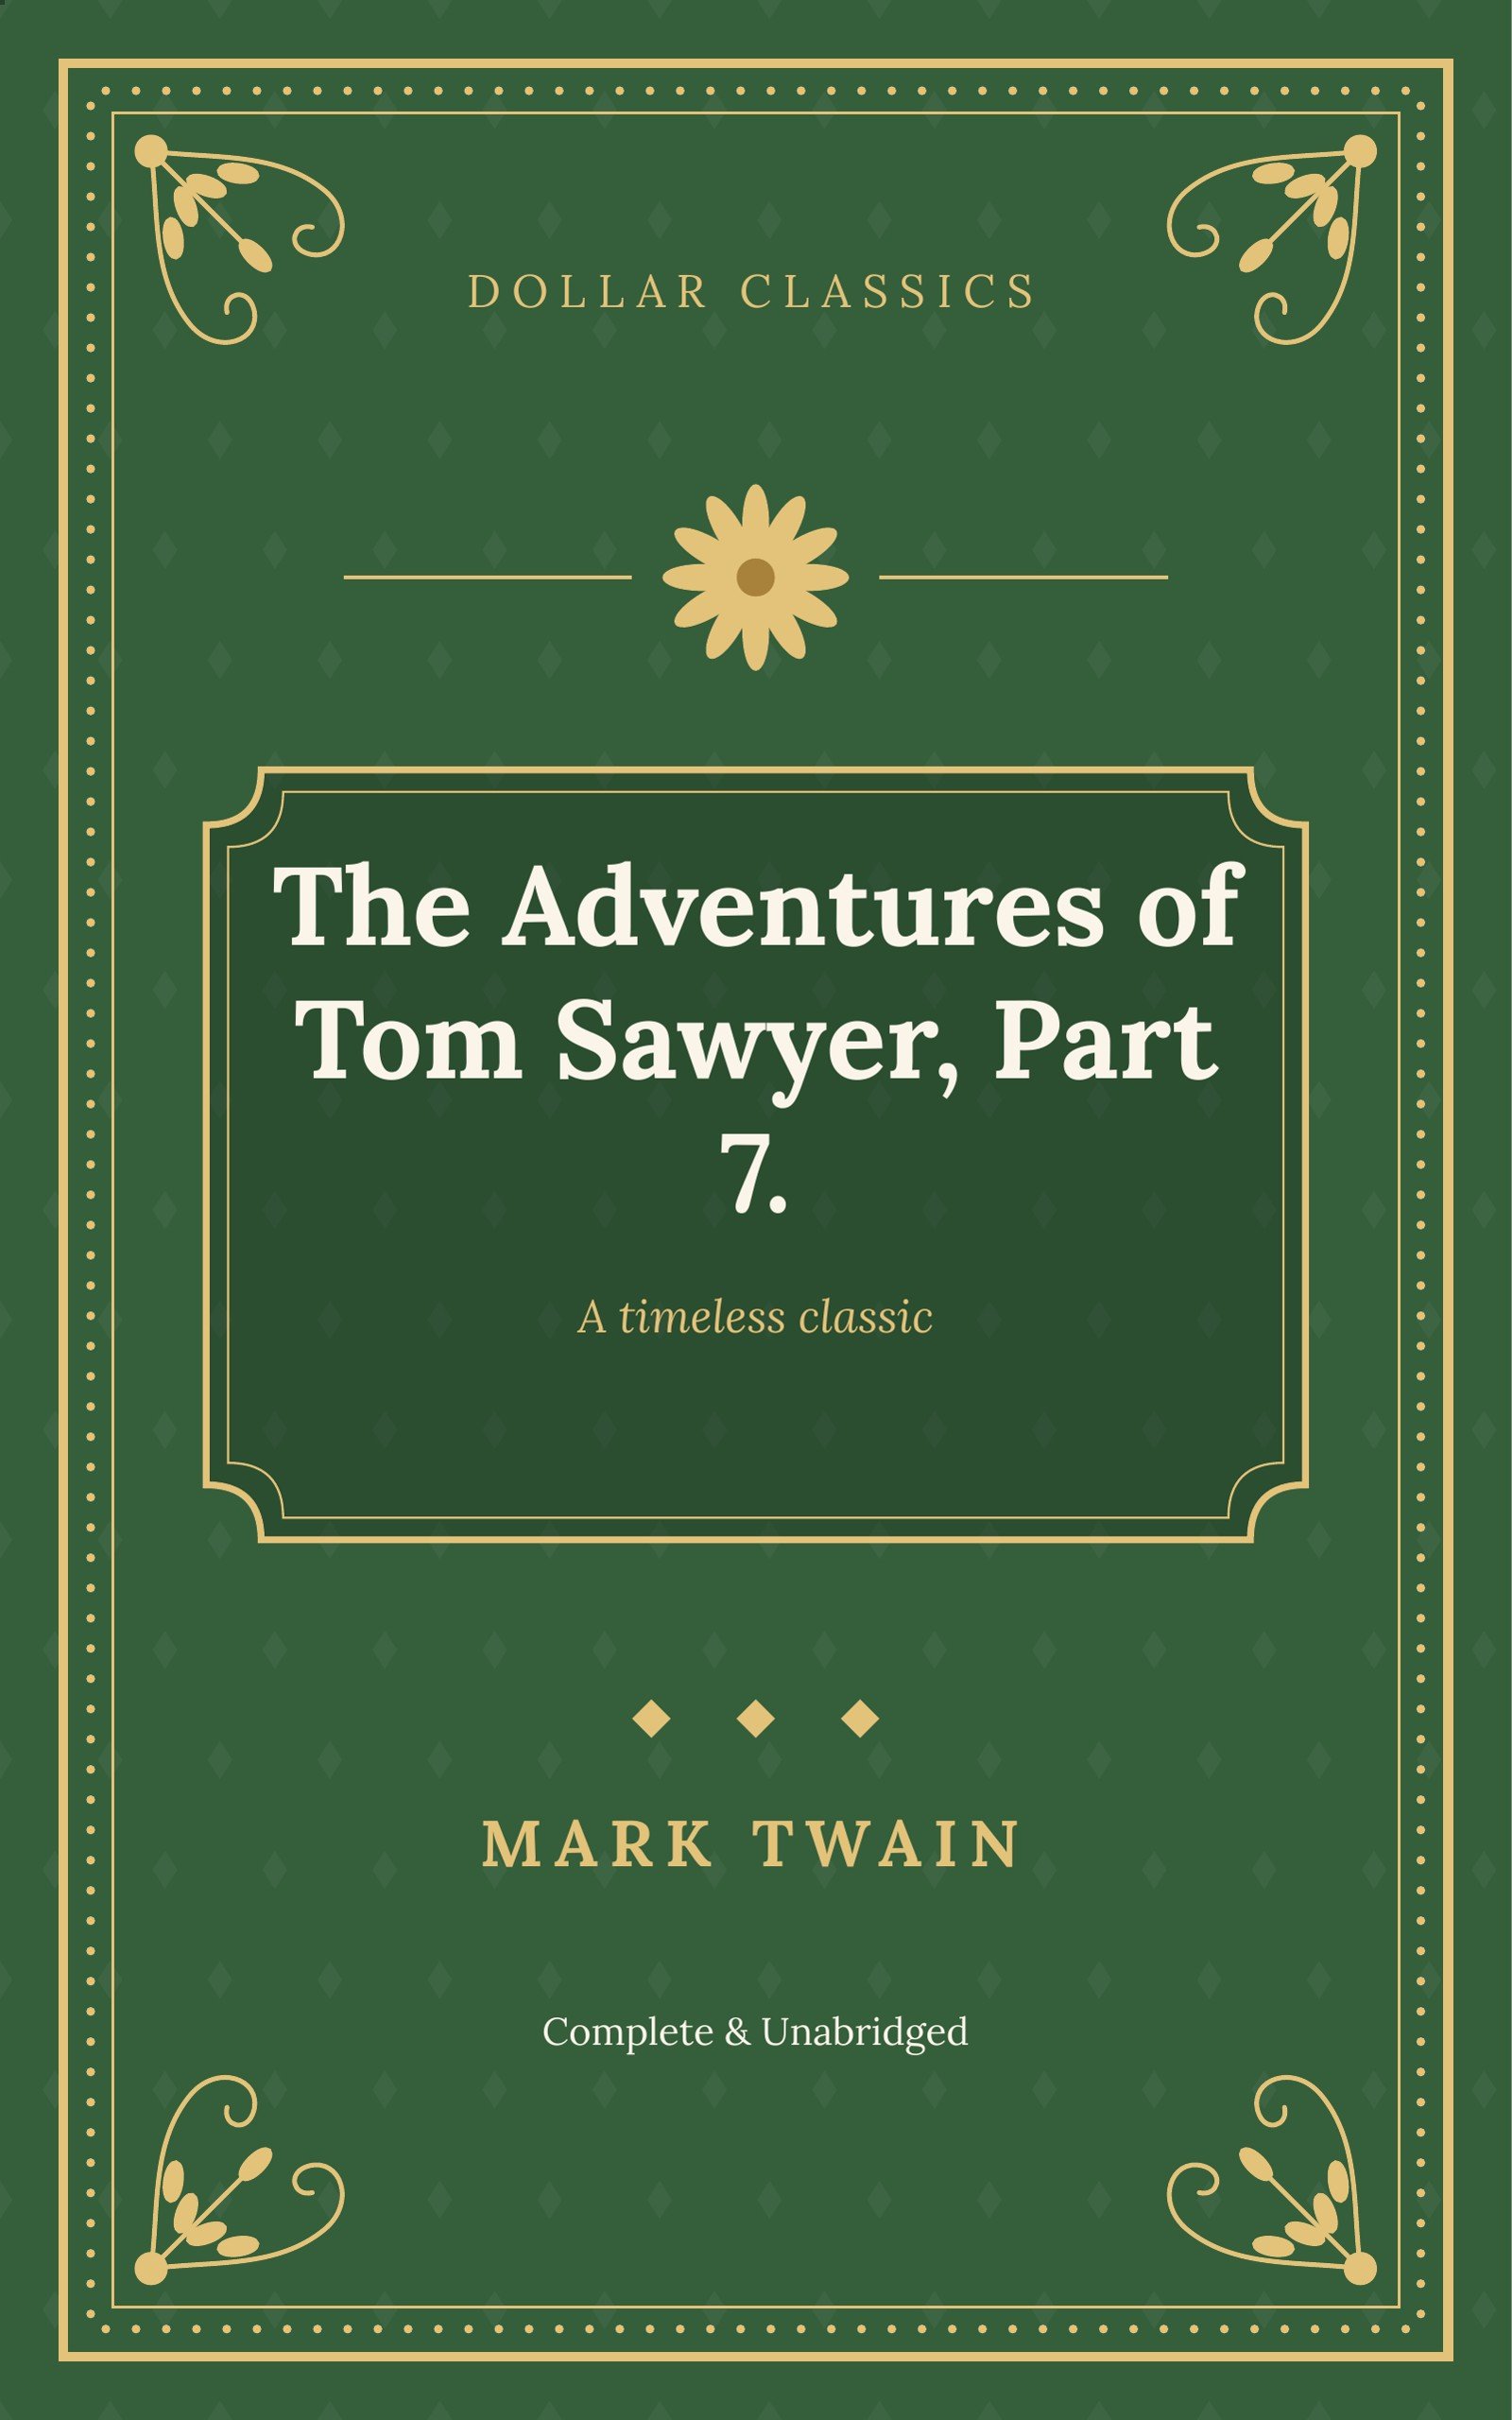 DOLLAR CLASSICS
The Adventures of
Tom Sawyer, Part
7.
A timeless classic
MARK TWAIN
Complete & Unabridged